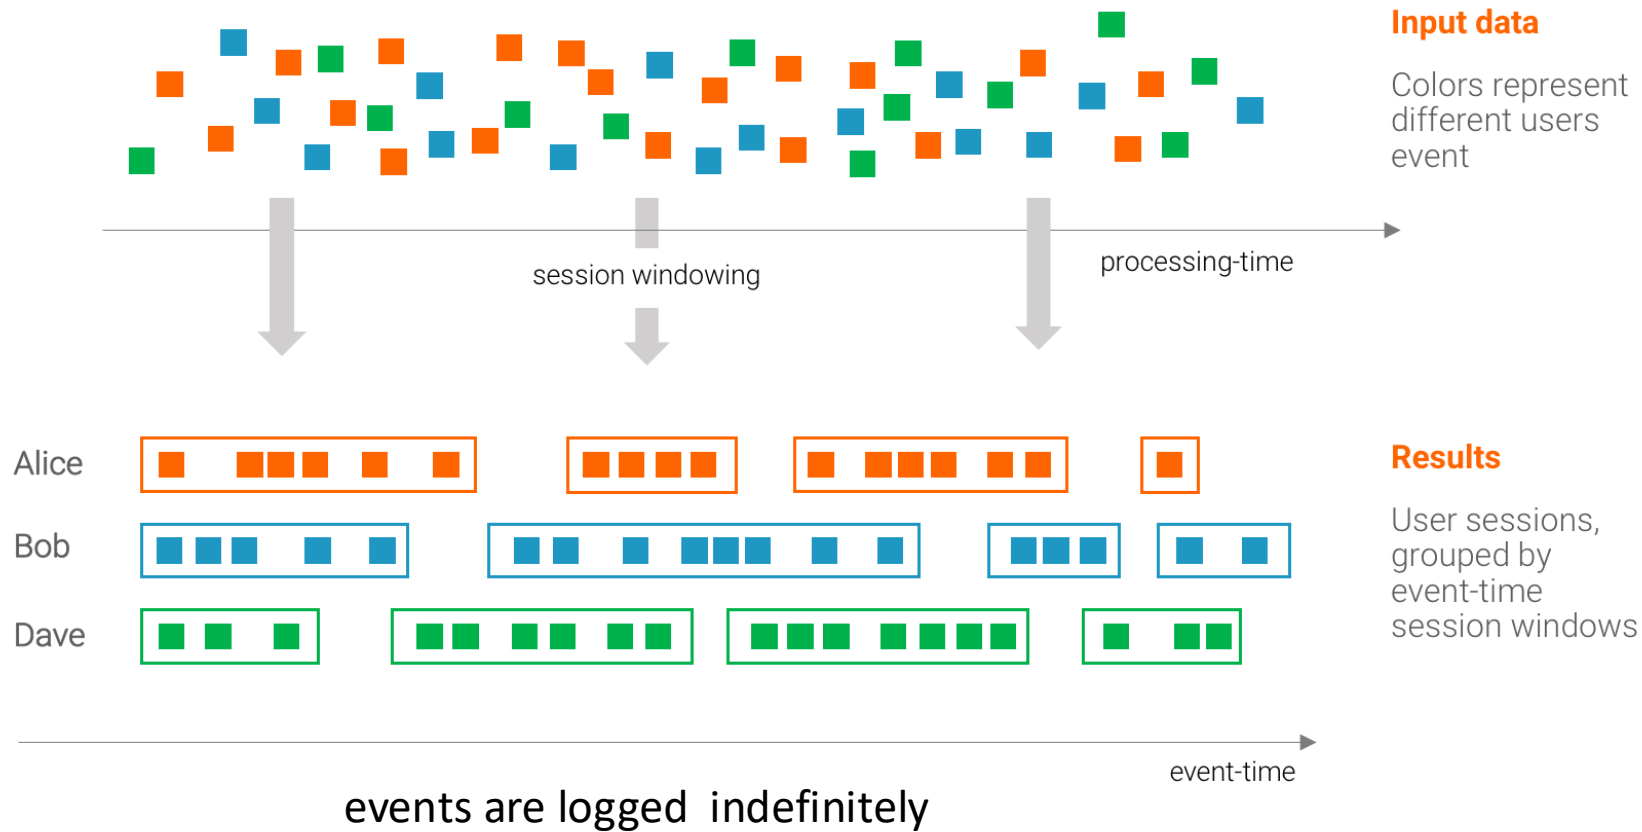 Input data
Colors represent
different users
event
processing-time
session windowing
Alice
Bob
Dave
Results
User sessions,
grouped by
event-time
session windows
event-time
events are logged  indefinitely